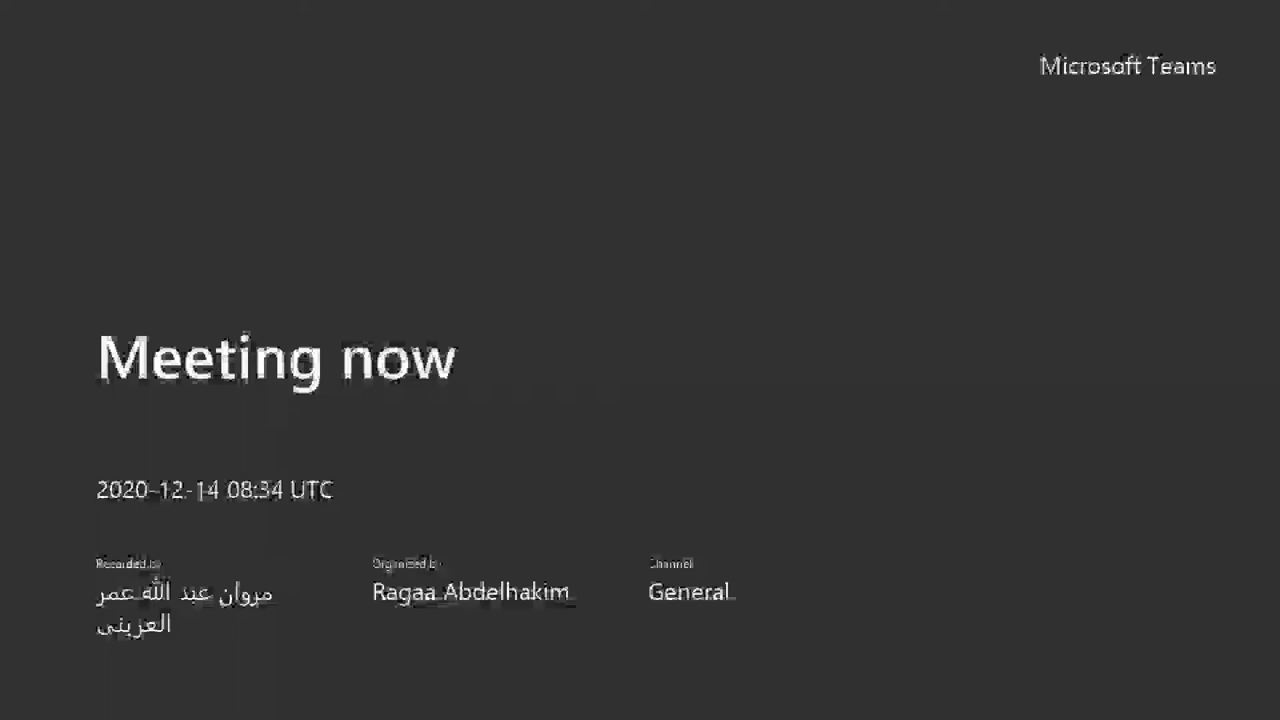 Microsoft Teams
Meeting now
2020-12-14 08:34 UTC
Recorded by
Organized by
Channel
مروان عبد الله عمر
Ragaa Abdelhakim
General
العزبنى